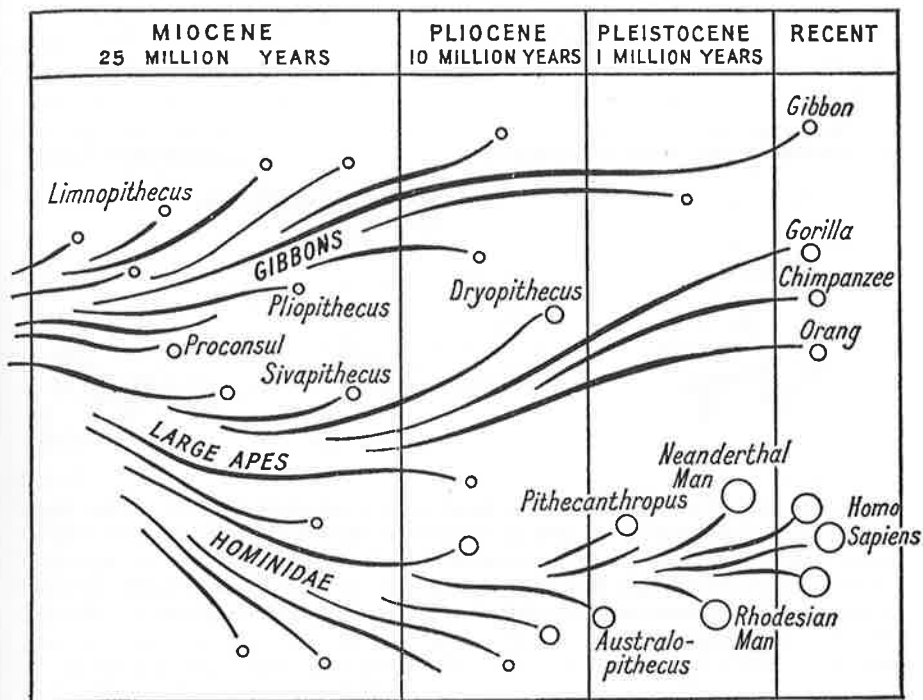 MIOCENE
25 MILLION YEARS
PLIOCENE
10 MILLION YEARS
PLEISTOCENE
1 MILLION YEARS
RECENT
Gibbon
Limnopithecus
GIBBONS
Gorilla
Chimpanzee
Pliopithecus
Dryopithecus
Orang
Proconsul
Sivapithecus
LARGE APES
Neanderthal
Man
Pithecanthropus
Homo
Sapiens
HOMINIDAE
Rhodesian
Man
Australo-
pithecus